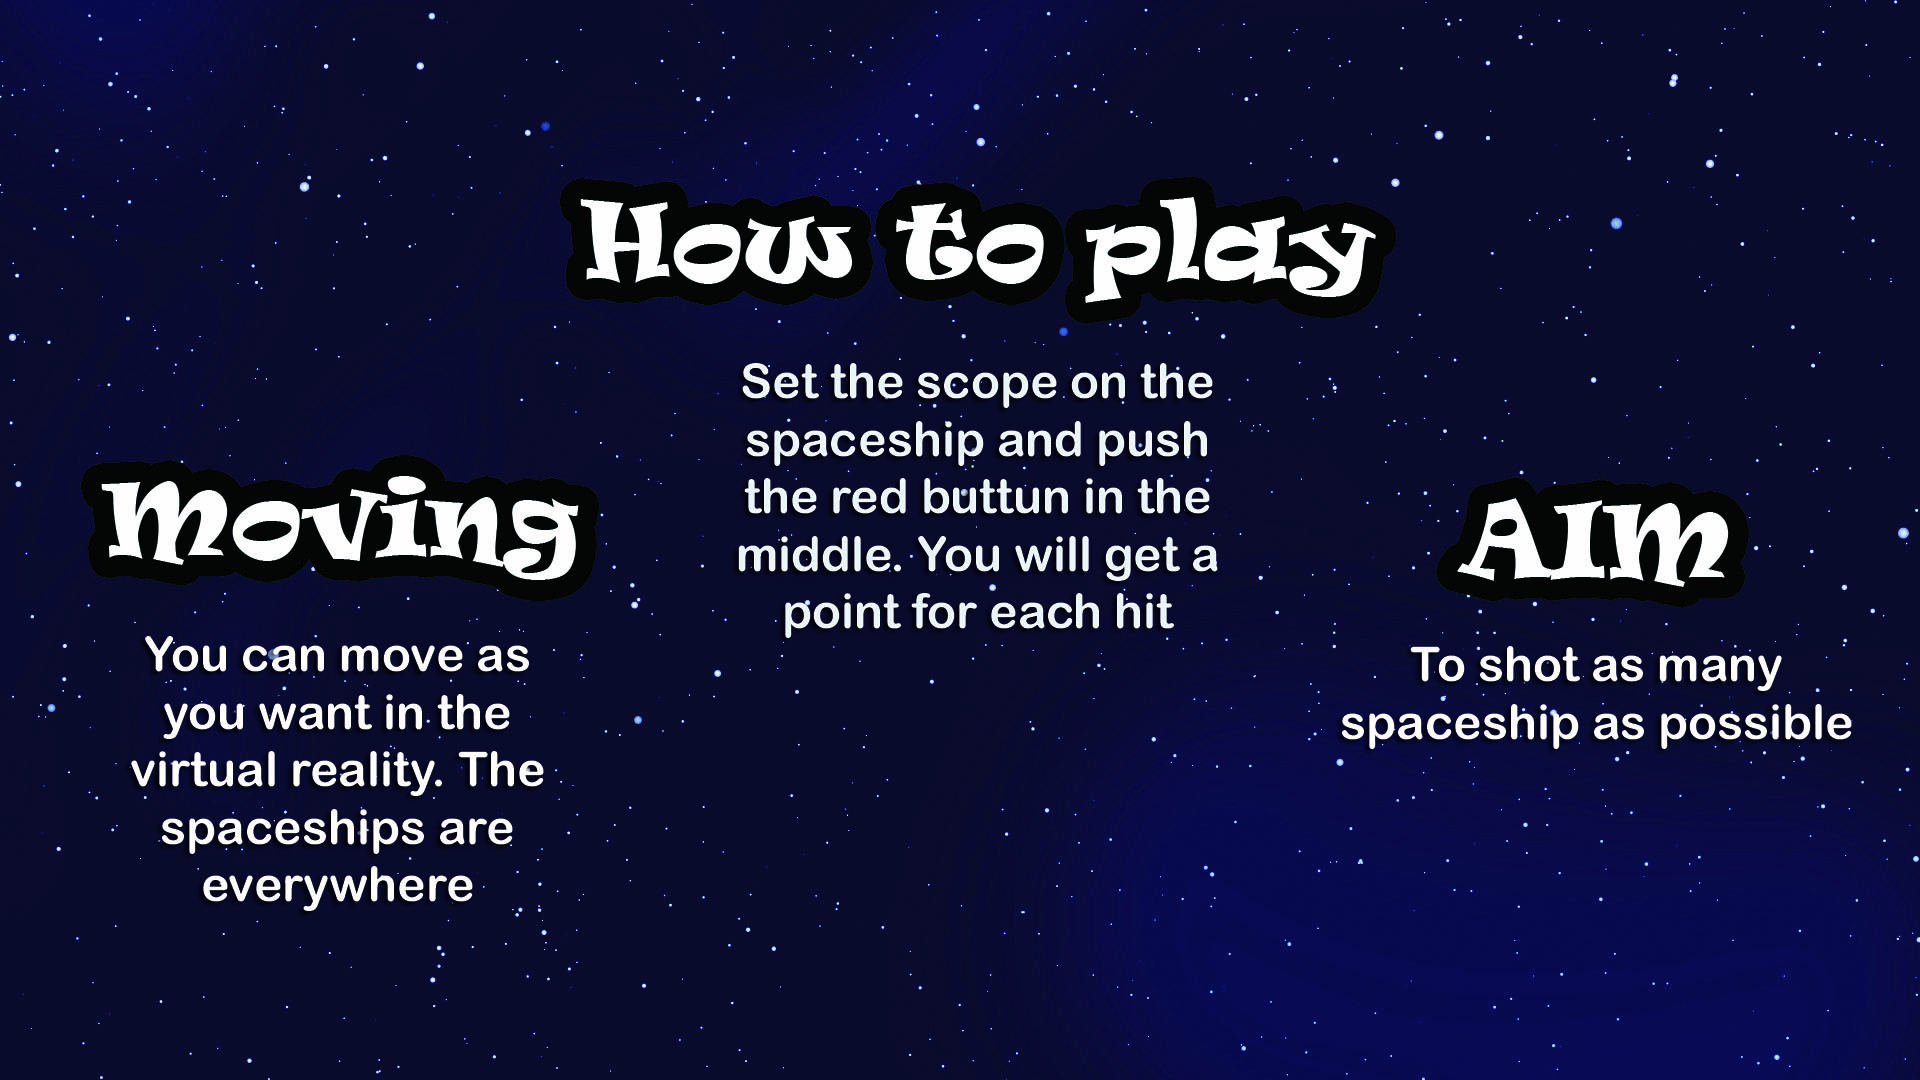 How to play
Set the scope on the
spaceship and push
the red buttun in the
middle. You will get a
point for each hit
Moving
You can move as
you want in the
virtual reality. The
spaceships are
everywhere
AIM
To shot as many
spaceship as possible